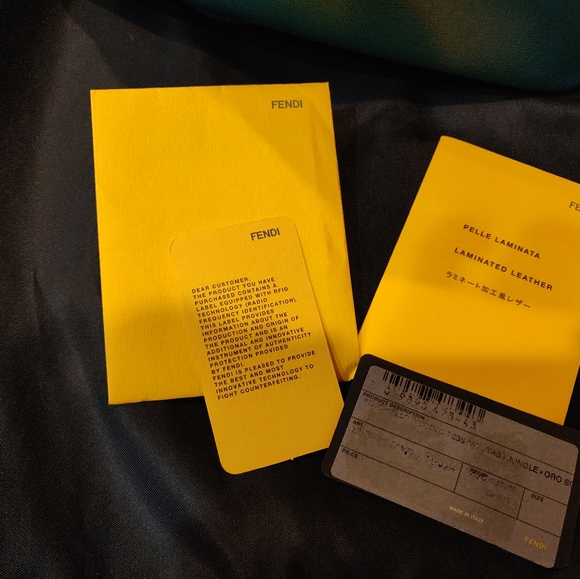 FENDI
FENDI
DEAR CUSTOMER,
THE PRODUCT YOU HAVE
PURCHASED CONTAINS A
LABEL EQUIPPED WITH RFID
TECHNOLOGY (RADIO
FREQUENCY IDENTIFICATION).
THIS LABEL PROVIDES
INFORMATION ABOUT THE
PRODUCTION AND ORIGIN OF
THE PRODUCT AND IS AN
ADDITIONAL AND INNOVATIVE
INSTRUMENT OF AUTHENTICITY
PROTECTION PROVIDED
BY FENDI.
FENDI IS PLEASED TO PROVIDE
THE BEST AND MOST
INNOVATIVE TECHNOLOGY TO
FIGHT COUNTERFEITING.
FE
PELLE LAMINATA
LAMINATED LEATHER
ラミネート加工風レザー
PRODUCT DESCRIPTION
JUNGLE+ORO SO
ART.
PRICE
SIZE
MADE IN ITALY
FENDI